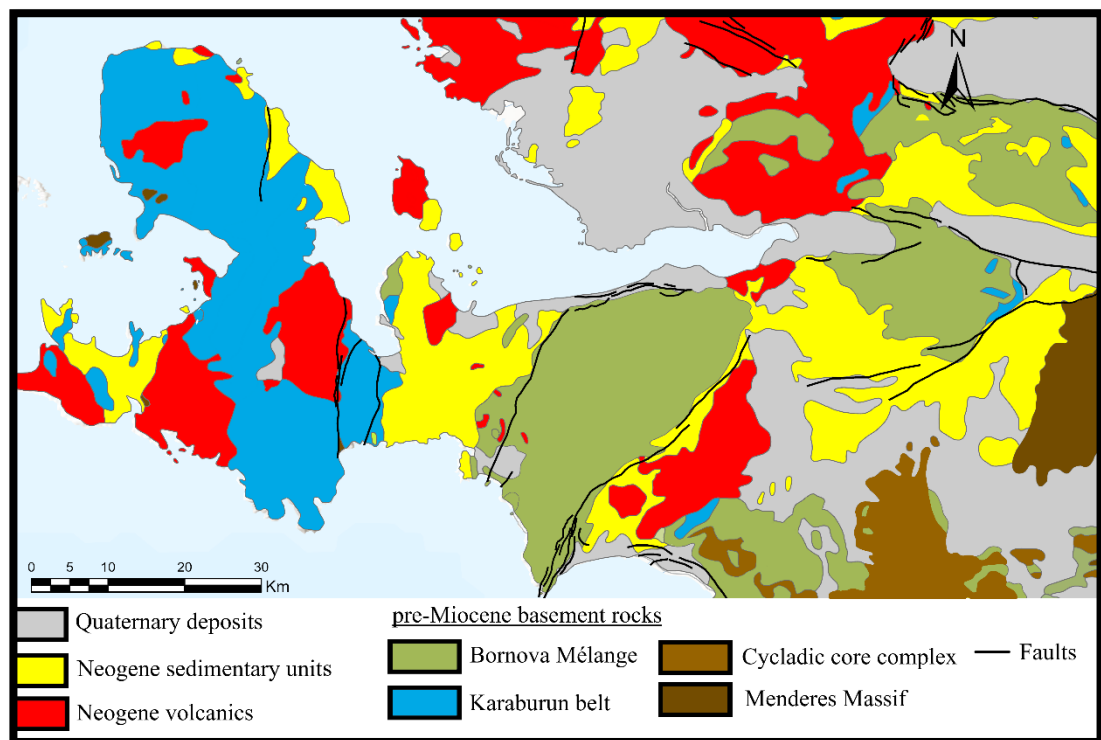 N
0 5 10 20 30
Km
Quaternary deposits
Neogene sedimentary units
Neogene volcanics
pre-Miocene basement rocks
Bornova Mélange
Karaburun belt
Cycladic core complex
Menderes Massif
Faults